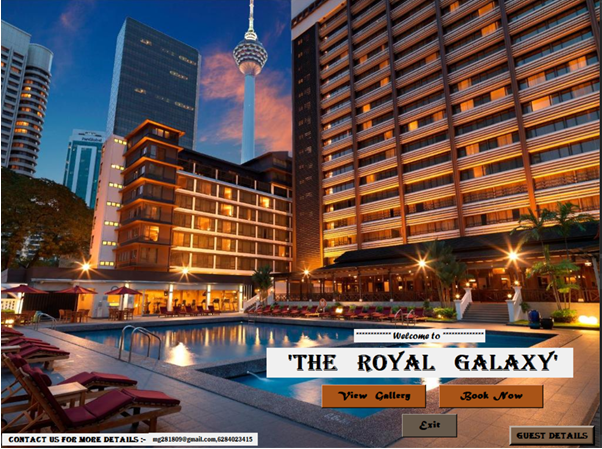 ************ Welcome to **************
'THE ROYAL GALAXY'
View Gallery
Book Now
Exit
GUEST DETAILS
CONTACT US FOR MORE DETAILS :- mg281809@gmail.com,6284023415